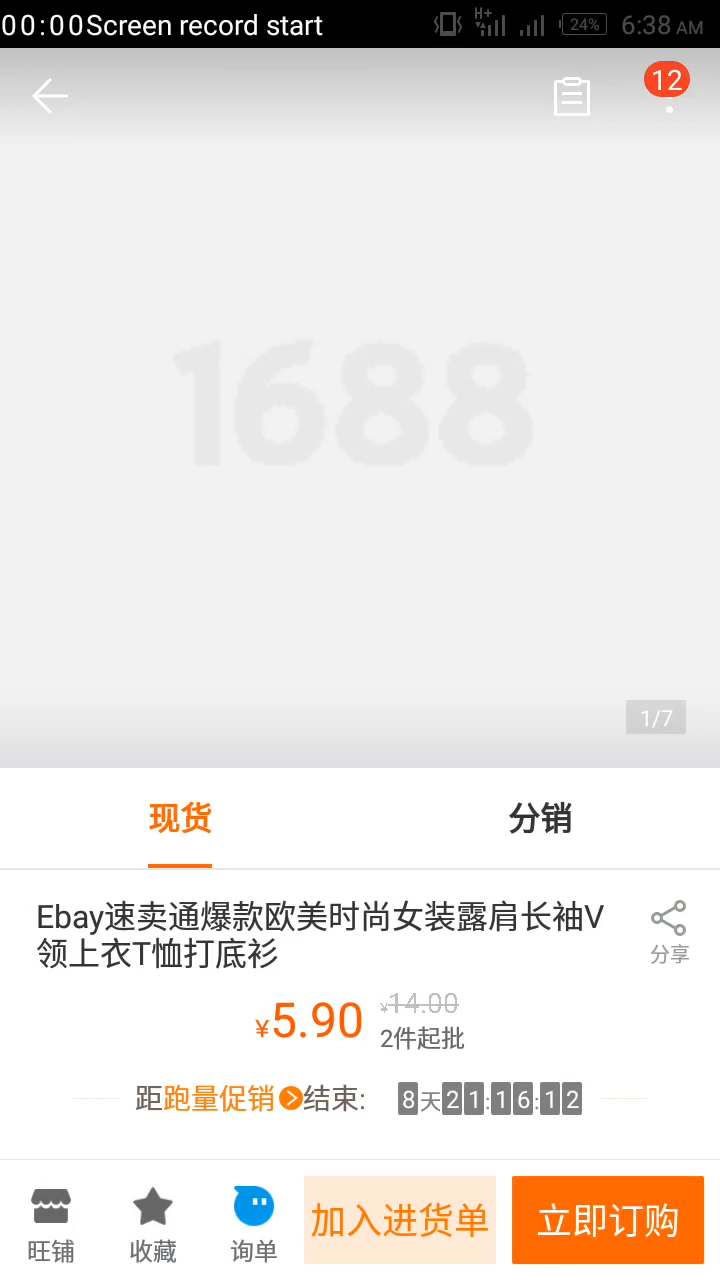 00:00Screen record start
H+
24%
6:38 AM
12
1688
1/7
现货
分销
Ebay速卖通爆款欧美时尚女装露肩长袖V
领上衣T恤打底衫
分享
¥5.90
¥14.00
2件起批
距跑量促销结束: 8天21:16:12
旺铺
收藏
询单
加入进货单
立即订购